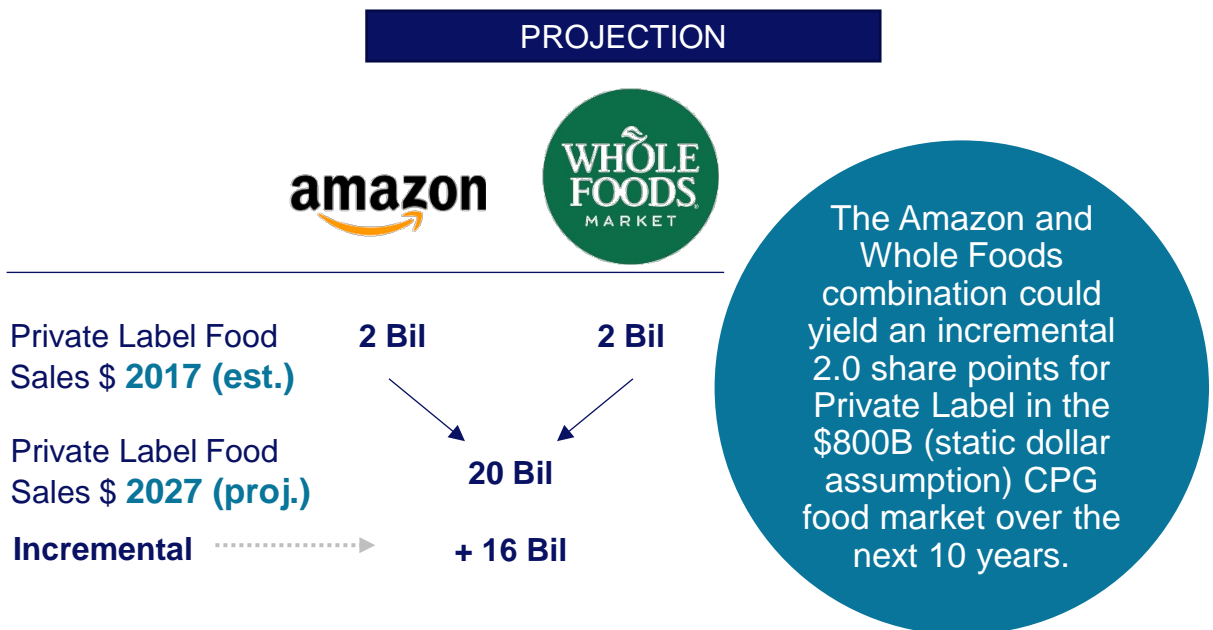 PROJECTION
amazon
WHOLE
FOODS
MARKET
Private Label Food
Sales $ 2017 (est.)
2 Bil
2 Bil
Private Label Food
Sales $ 2027 (proj.)
20 Bil
Incremental
+ 16 Bil
The Amazon and
Whole Foods
combination could
yield an incremental
2.0 share points for
Private Label in the
$800B (static dollar
assumption) CPG
food market over the
next 10 years.